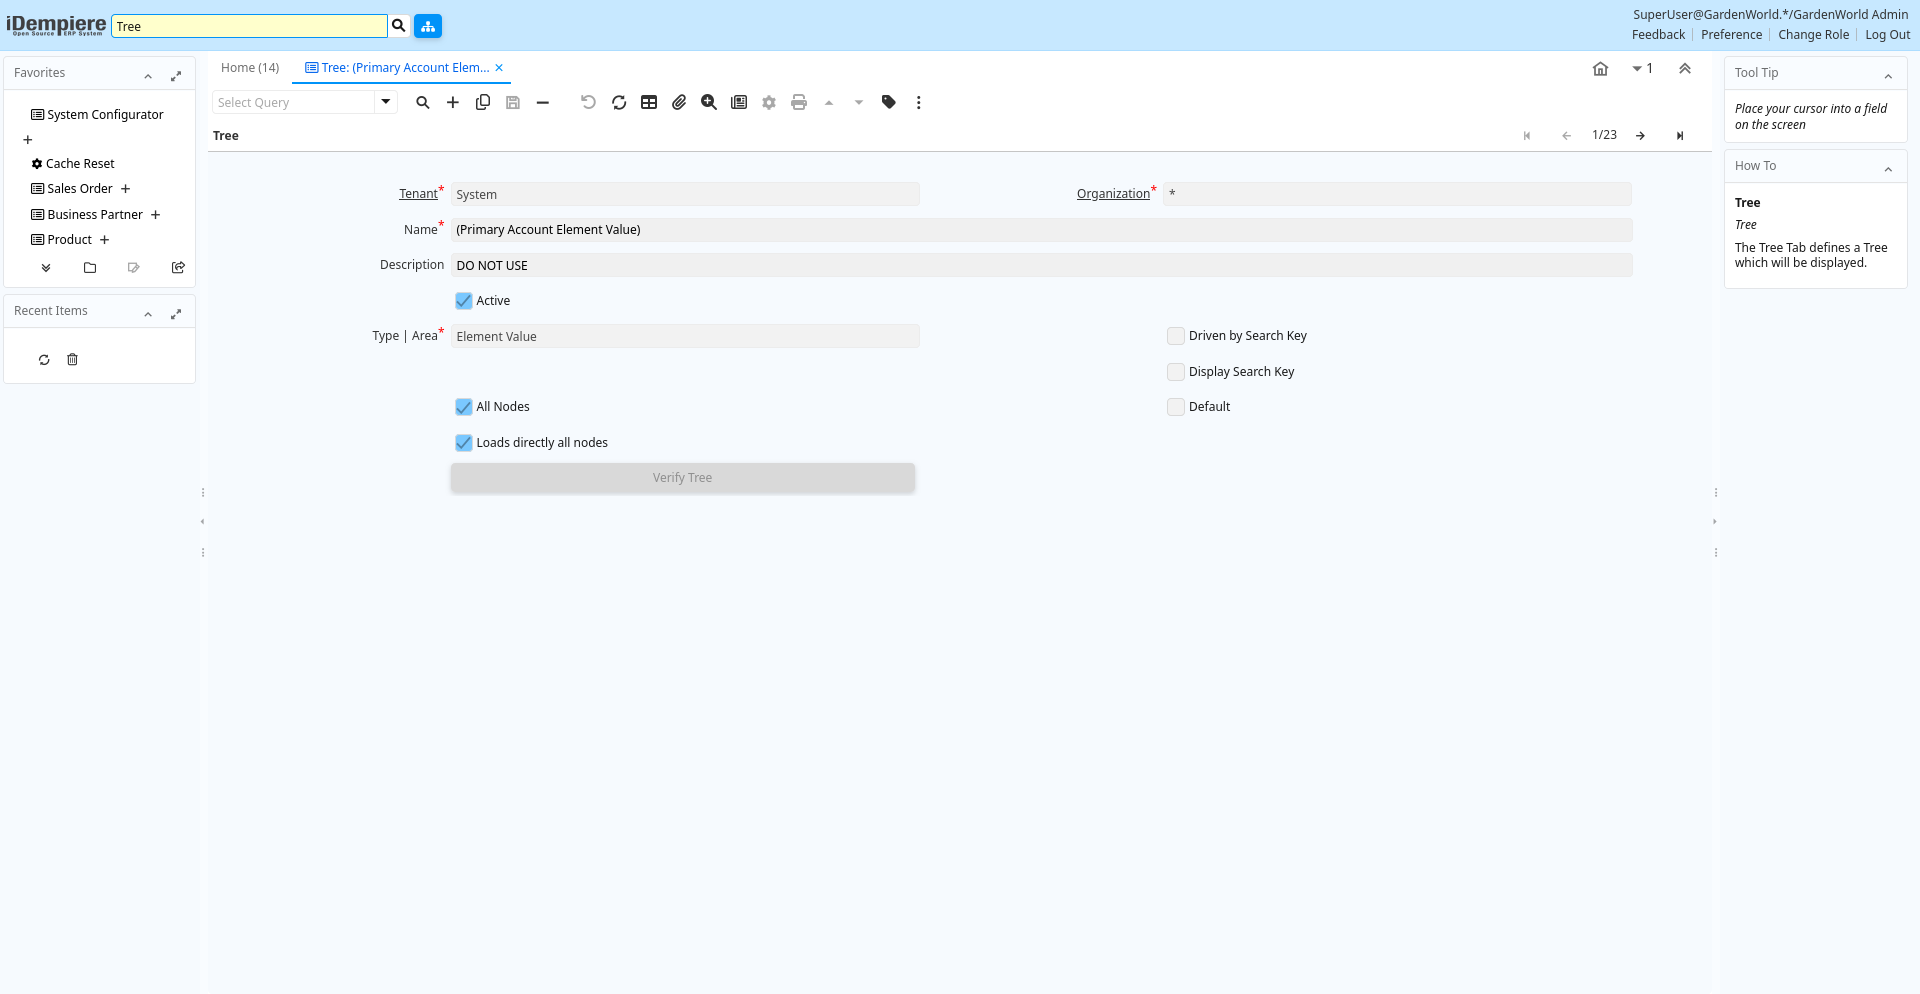 iDempiere
Open Source ERP System
Tree
SuperUser@GardenWorld.*/GardenWorld Admin
Feedback
Preference
Change Role
Log Out
Favorites
System Configurator
Cache Reset
Sales Order
Business Partner
Product
Recent Items
Home (14)
Tree: (Primary Account Elem...
1
Select Query
Tree
1/23
Tenant*
System
Organization*
*
Name*
(Primary Account Element Value)
Description
DO NOT USE
Active
Type | Area*
Element Value
Driven by Search Key
Display Search Key
All Nodes
Default
Loads directly all nodes
Verify Tree
Tool Tip
Place your cursor into a field
on the screen
How To
Tree
Tree
The Tree Tab defines a Tree
which will be displayed.